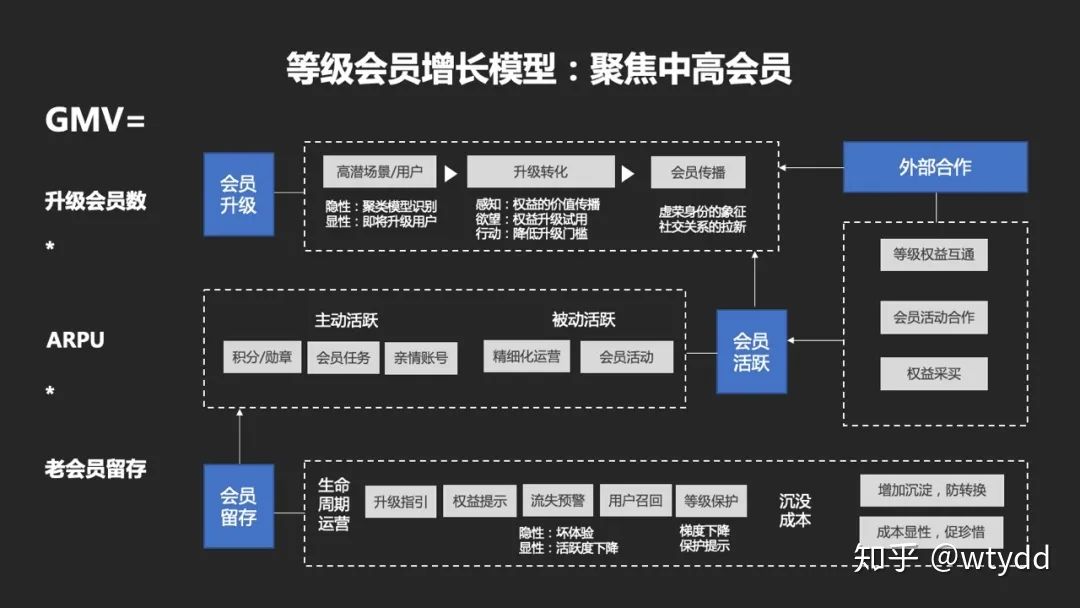 等级会员增长模型：聚焦中高会员
GMV=
升级会员数
*
ARPU
*
老会员留存
会员
升级
高潜场景/用户
隐性：聚类模型识别
显性：即将升级用户
升级转化
感知：权益的价值传播
欲望：权益升级试用
行动：降低升级门槛
会员传播
虚荣身份的象征
社交关系的拉新
外部合作
等级权益互通
会员活动合作
权益采买
主动活跃
积分/勋章
会员任务
亲情账号
被动活跃
精细化运营
会员活动
会员
活跃
会员
留存
生命
周期
运营
升级指引
权益提示
流失预警
用户召回
等级保护
隐性：坏体验
显性：活跃度下降
梯度下降
保护提示
沉没
成本
增加沉淀，防转换
成本显性，促珍惜
知乎 @wtydd